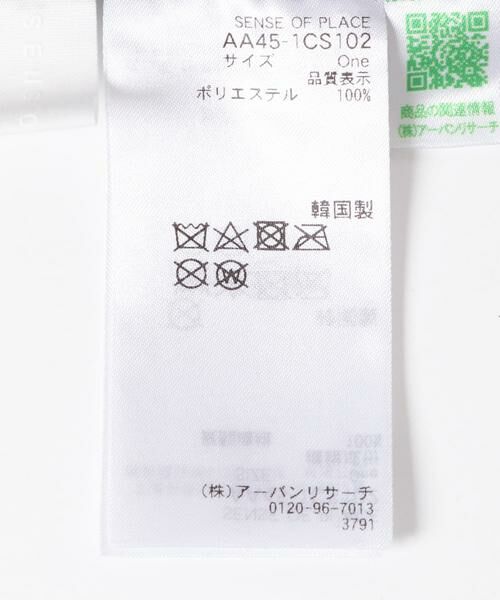 SENSE OF PLACE
AA45-1CS102
サイズ One
品質表示
ポリエステル 100%
韓国製
(株)アーバンリサーチ
0120-96-7013
3791
商品の関連情報
(株)アーバンリサーチ